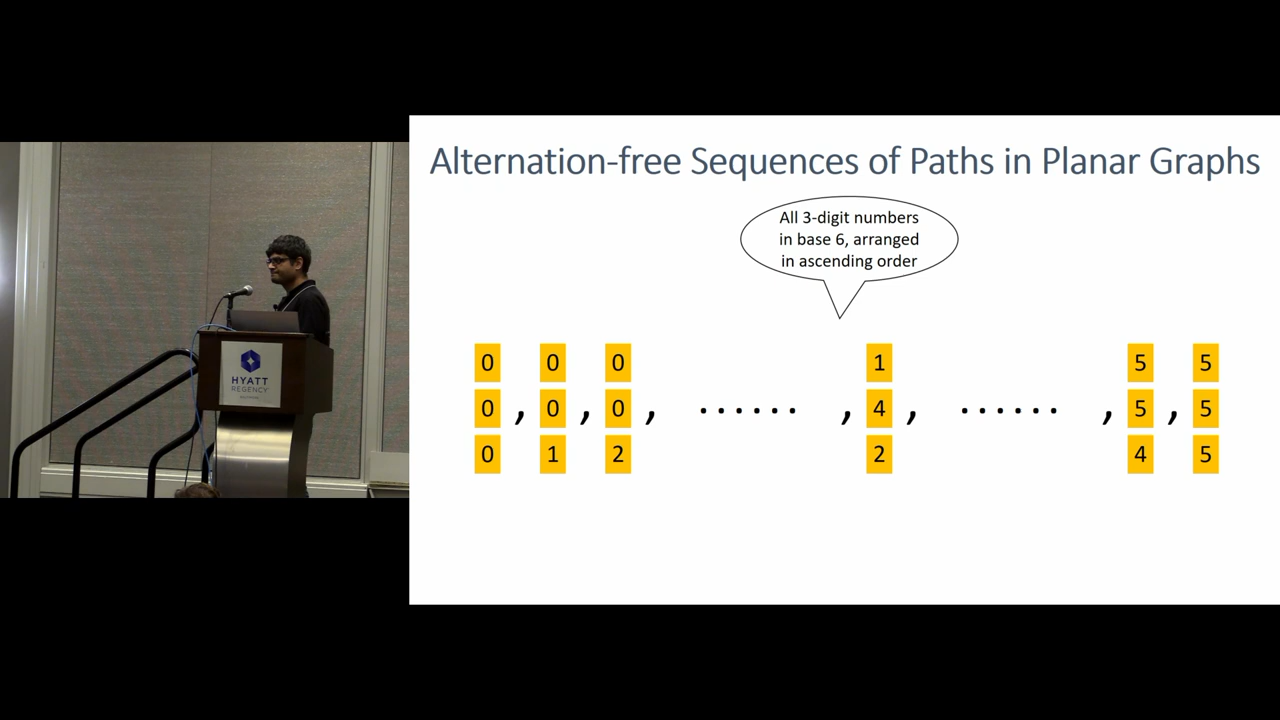 Alternation-free Sequences of Paths in Planar Graphs
All 3-digit numbers
in base 6, arranged
in ascending order
0 0 0 1 5 5
0 , 0 , 0 , ...... , 4 , ...... , 5 , 5
0 1 2 2 4 5
HYATT
REGENCY